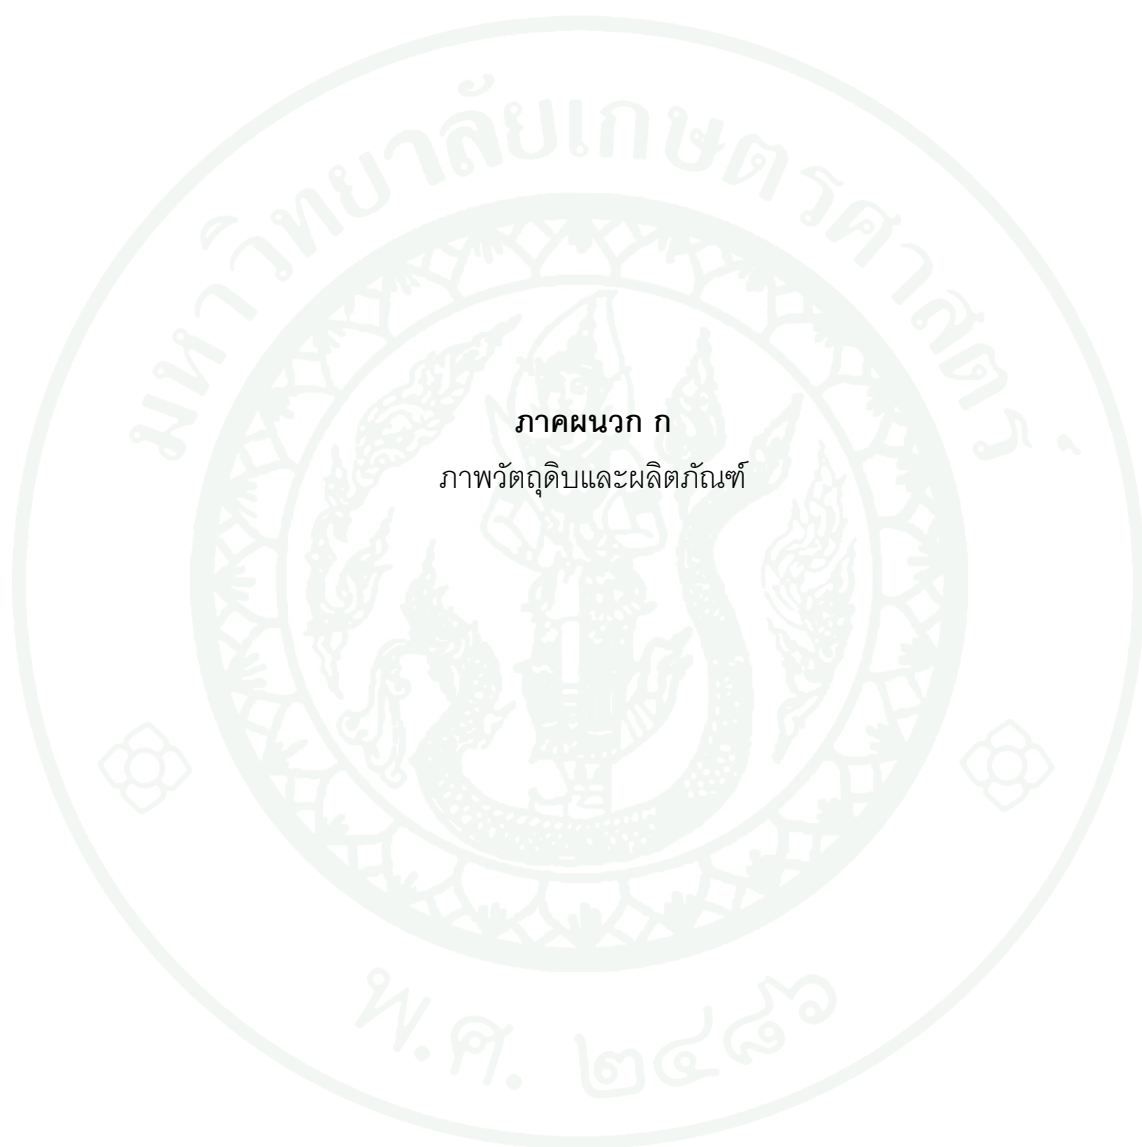 มหาวิทยาลัยเกษตรศาสตร์
ภาคผนวก ก
ภาพวัตถุดิบและผลิตภัณฑ์
พ.ศ. ๒๔๘๖